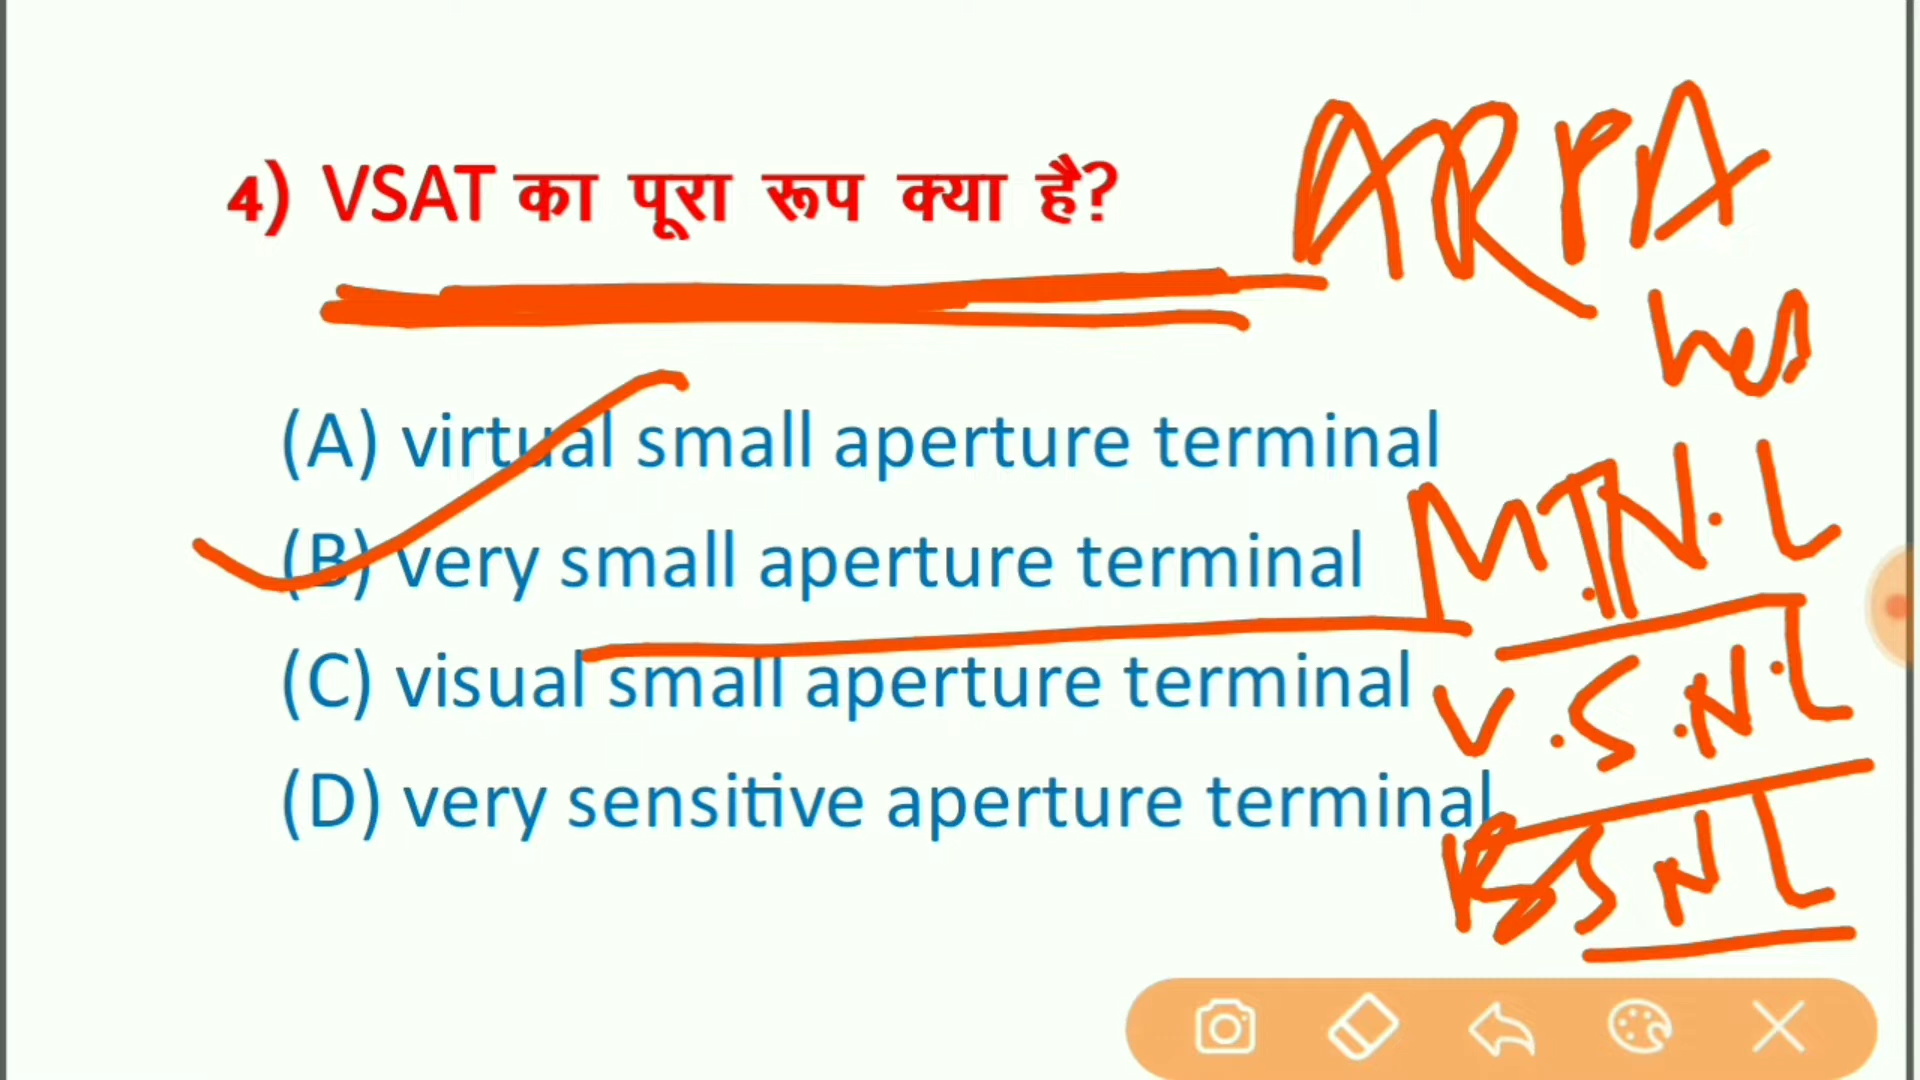 4) VSAT का पूरा रूप क्या है?
ARPA
(A) virtual small aperture terminal
(B) very small aperture terminal
M.T.N.L
(C) visual small aperture terminal
V.S.N.L
(D) very sensitive aperture terminal
BSNL